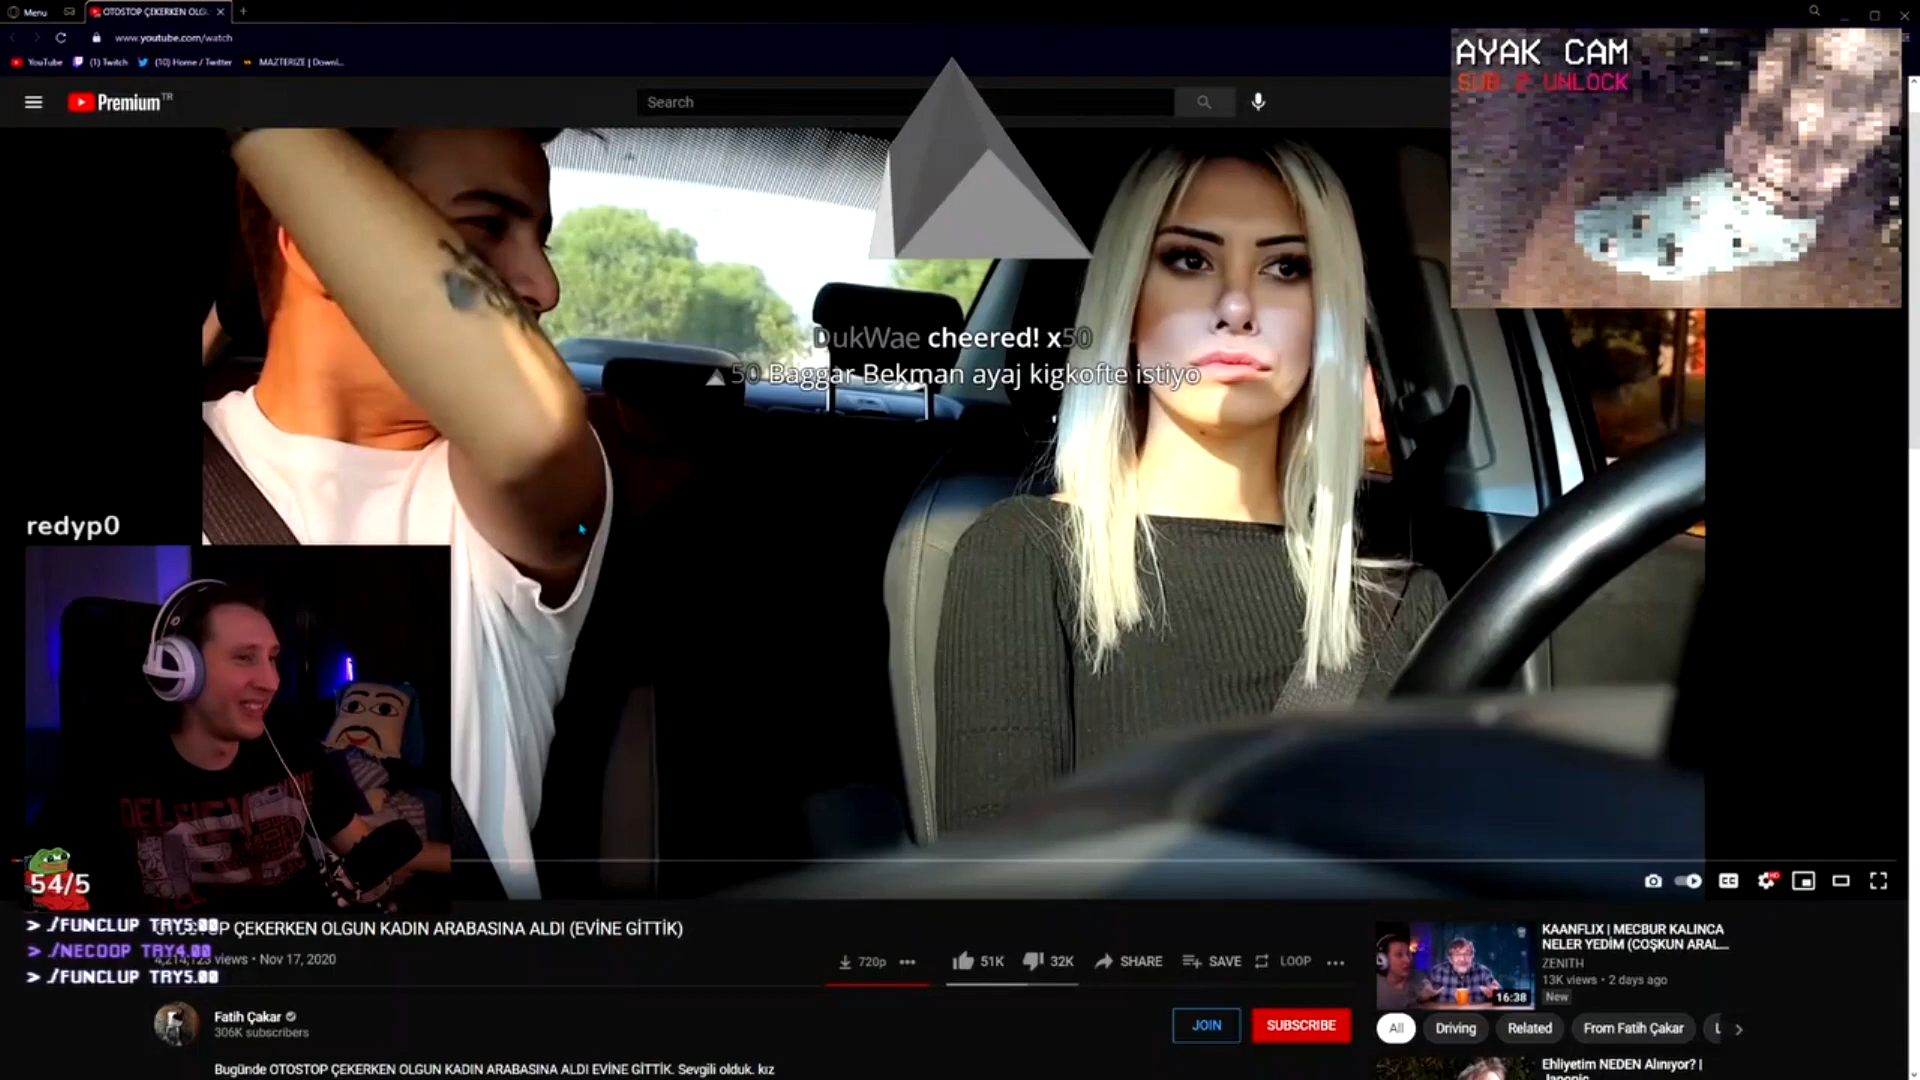 Menu
OTOSTOP ÇEKERKEN OLG
www.youtube.com/watch
YouTube
(1) Twitch
(10) Home / Twitter
MAZTERIZE | Downl...
AYAK CAM
SUB 2 UNLOCK
Premium TR
Search
DukWae cheered! x50
50 Baggar Bekman ayaj kigkofte istiyo
redyp0
54/5
> ./FUNCLUP TRY5.00
> ./NECOOP TRY4.00
> ./FUNCLUP TRY5.00
ÇEKERKEN OLGUN KADIN ARABASINA ALDI (EVİNE GİTTİK)
views • Nov 17, 2020
720p
51K
32K
SHARE
SAVE
LOOP
CC
HD
Fatih Çakar
306K subscribers
JOIN
SUBSCRIBE
Bugünde OTOSTOP ÇEKERKEN OLGUN KADIN ARABASINA ALDI EVİNE GİTTİK. Sevgili olduk. kız
16:38
KAANFLIX | MECBUR KALINCA
NELER YEDİM (COŞKUN ARAL...
ZENITH
13K views • 2 days ago
New
All
Driving
Related
From Fatih Çakar
Ehliyetim NEDEN Alınıyor? |